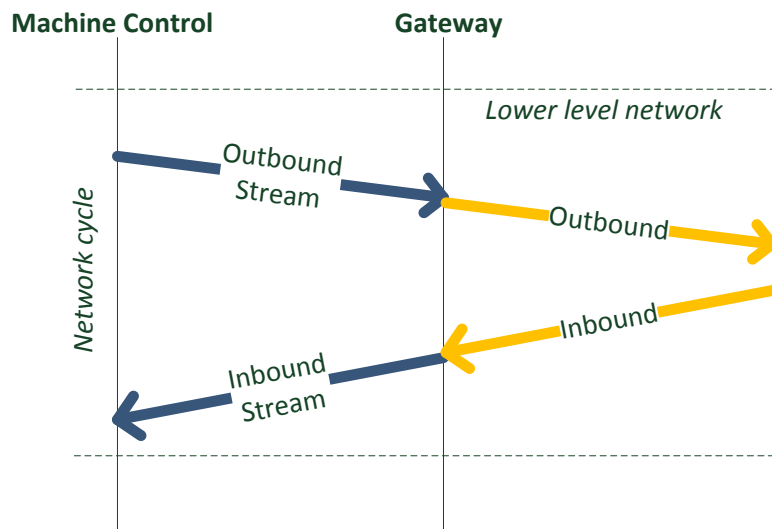 Machine Control
Gateway
Lower level network
Outbound
Stream
Outbound
Network cycle
Inbound
Inbound
Stream